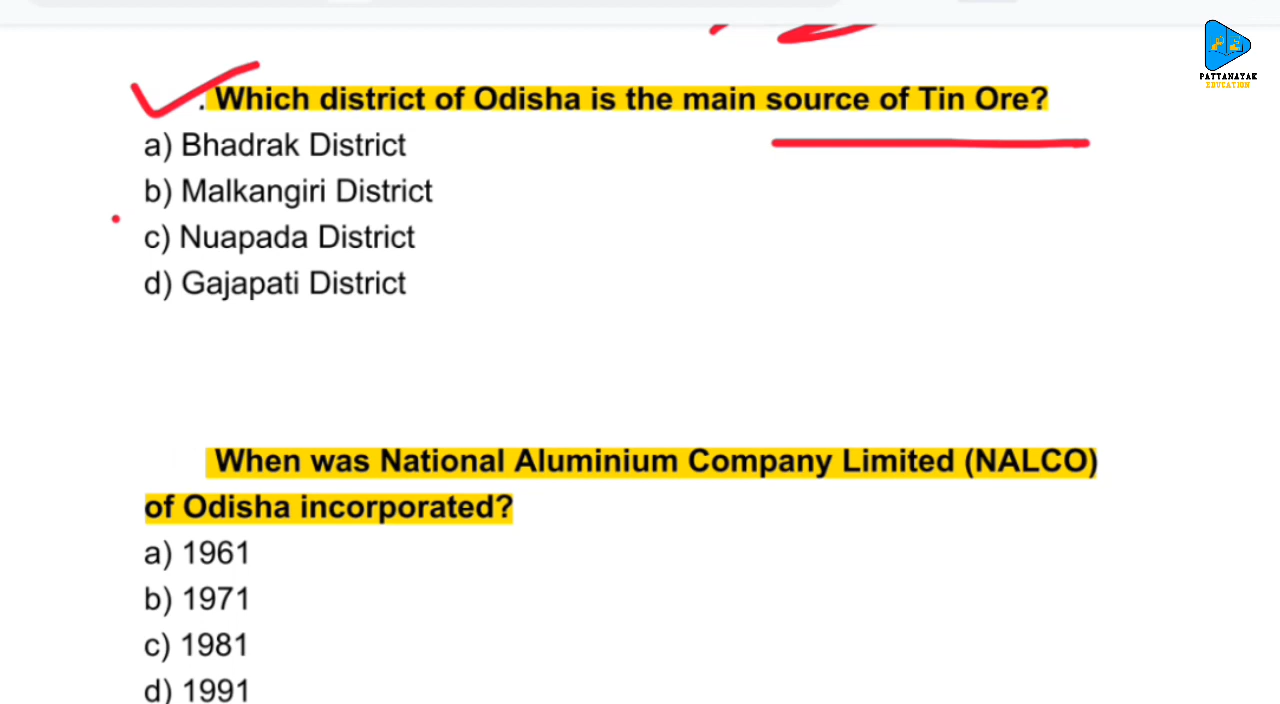 PATTANAYAK
EDUCATION
. Which district of Odisha is the main source of Tin Ore?
a) Bhadrak District
b) Malkangiri District
c) Nuapada District
d) Gajapati District
When was National Aluminium Company Limited (NALCO)
of Odisha incorporated?
a) 1961
b) 1971
c) 1981
d) 1991